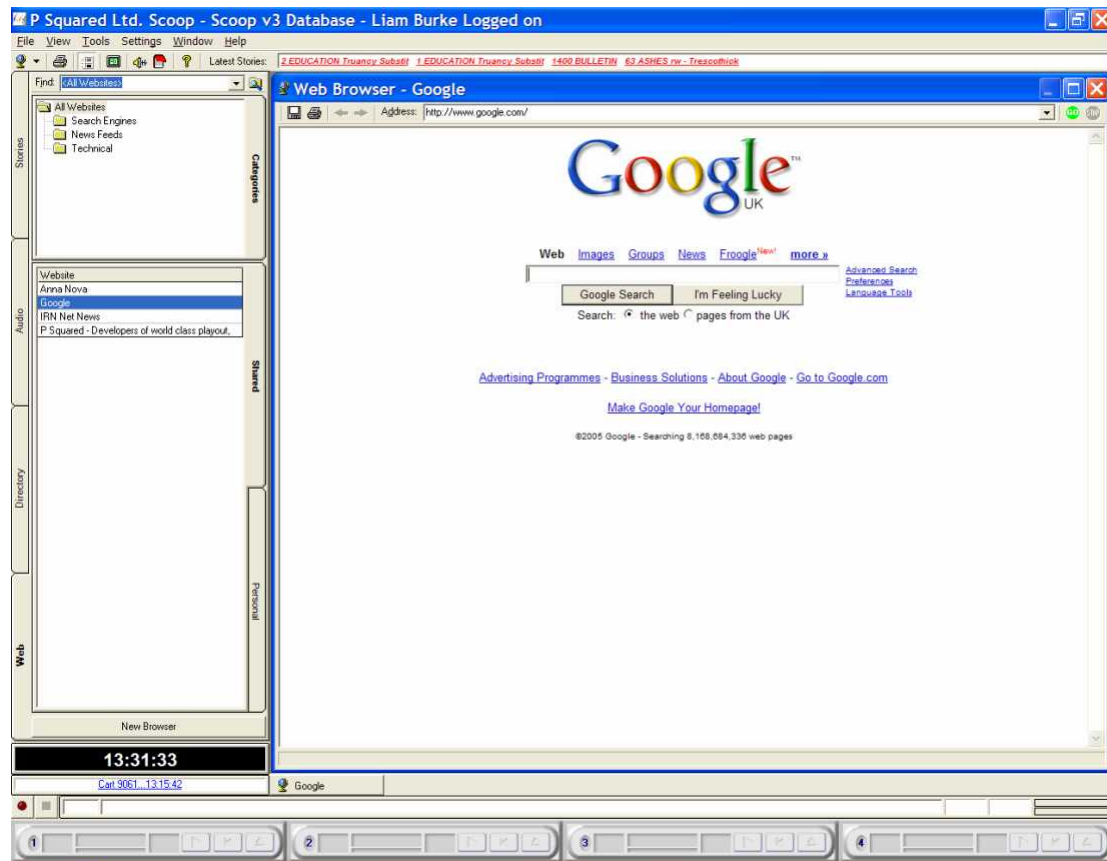 P Squared Ltd. Scoop - Scoop v3 Database - Liam Burke Logged on
File View Tools Settings Window Help
Latest Stories: 2 EDUCATION Truancy Substit 1 EDUCATION Truancy Substit 1400 BULLETIN 63 ASHES rw - Trescothick
Find: <All Websites>
All Websites
Search Engines
News Feeds
Technical
Categories
Stories
Audio
Directory
Web
Website
Anna Nova
Google
IRN Net News
P Squared - Developers of world class playout,
Shared
Personal
New Browser
13:31:33
Cart 9061...13:15:42
Web Browser - Google
Address: http://www.google.com/
Google™
UK
Web Images Groups News Froogle New! more »
Advanced Search
Preferences
Language Tools
Google Search I'm Feeling Lucky
Search: the web pages from the UK
Advertising Programmes - Business Solutions - About Google - Go to Google.com
Make Google Your Homepage!
©2005 Google - Searching 8,168,684,336 web pages
Google
1 2 3 4